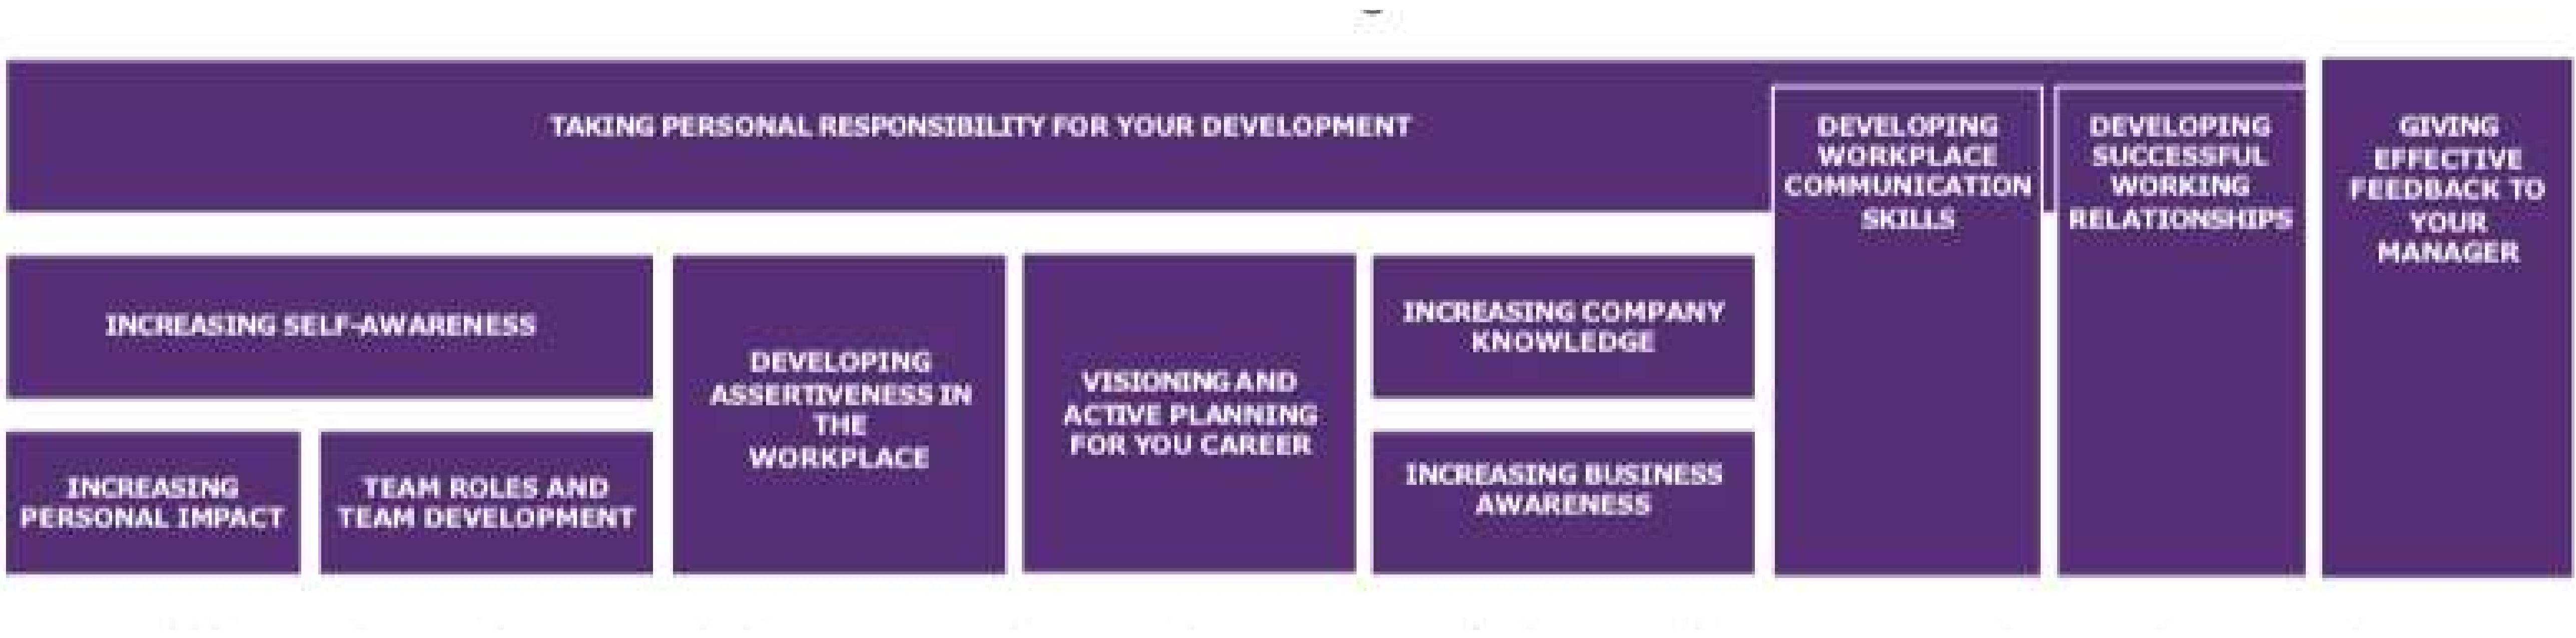 TAKING PERSONAL RESPONSIBILITY FOR YOUR DEVELOPMENT
DEVELOPING
WORKPLACE
COMMUNICATION
SKILLS
DEVELOPING
SUCCESSFUL
WORKING
RELATIONSHIPS
GIVING
EFFECTIVE
FEEDBACK TO
YOUR
MANAGER
INCREASING SELF-AWARENESS
DEVELOPING
ASSERTIVENESS IN
THE
WORKPLACE
VISIONING AND
ACTIVE PLANNING
FOR YOU CAREER
INCREASING COMPANY
KNOWLEDGE
INCREASING
PERSONAL IMPACT
TEAM ROLES AND
TEAM DEVELOPMENT
INCREASING BUSINESS
AWARENESS